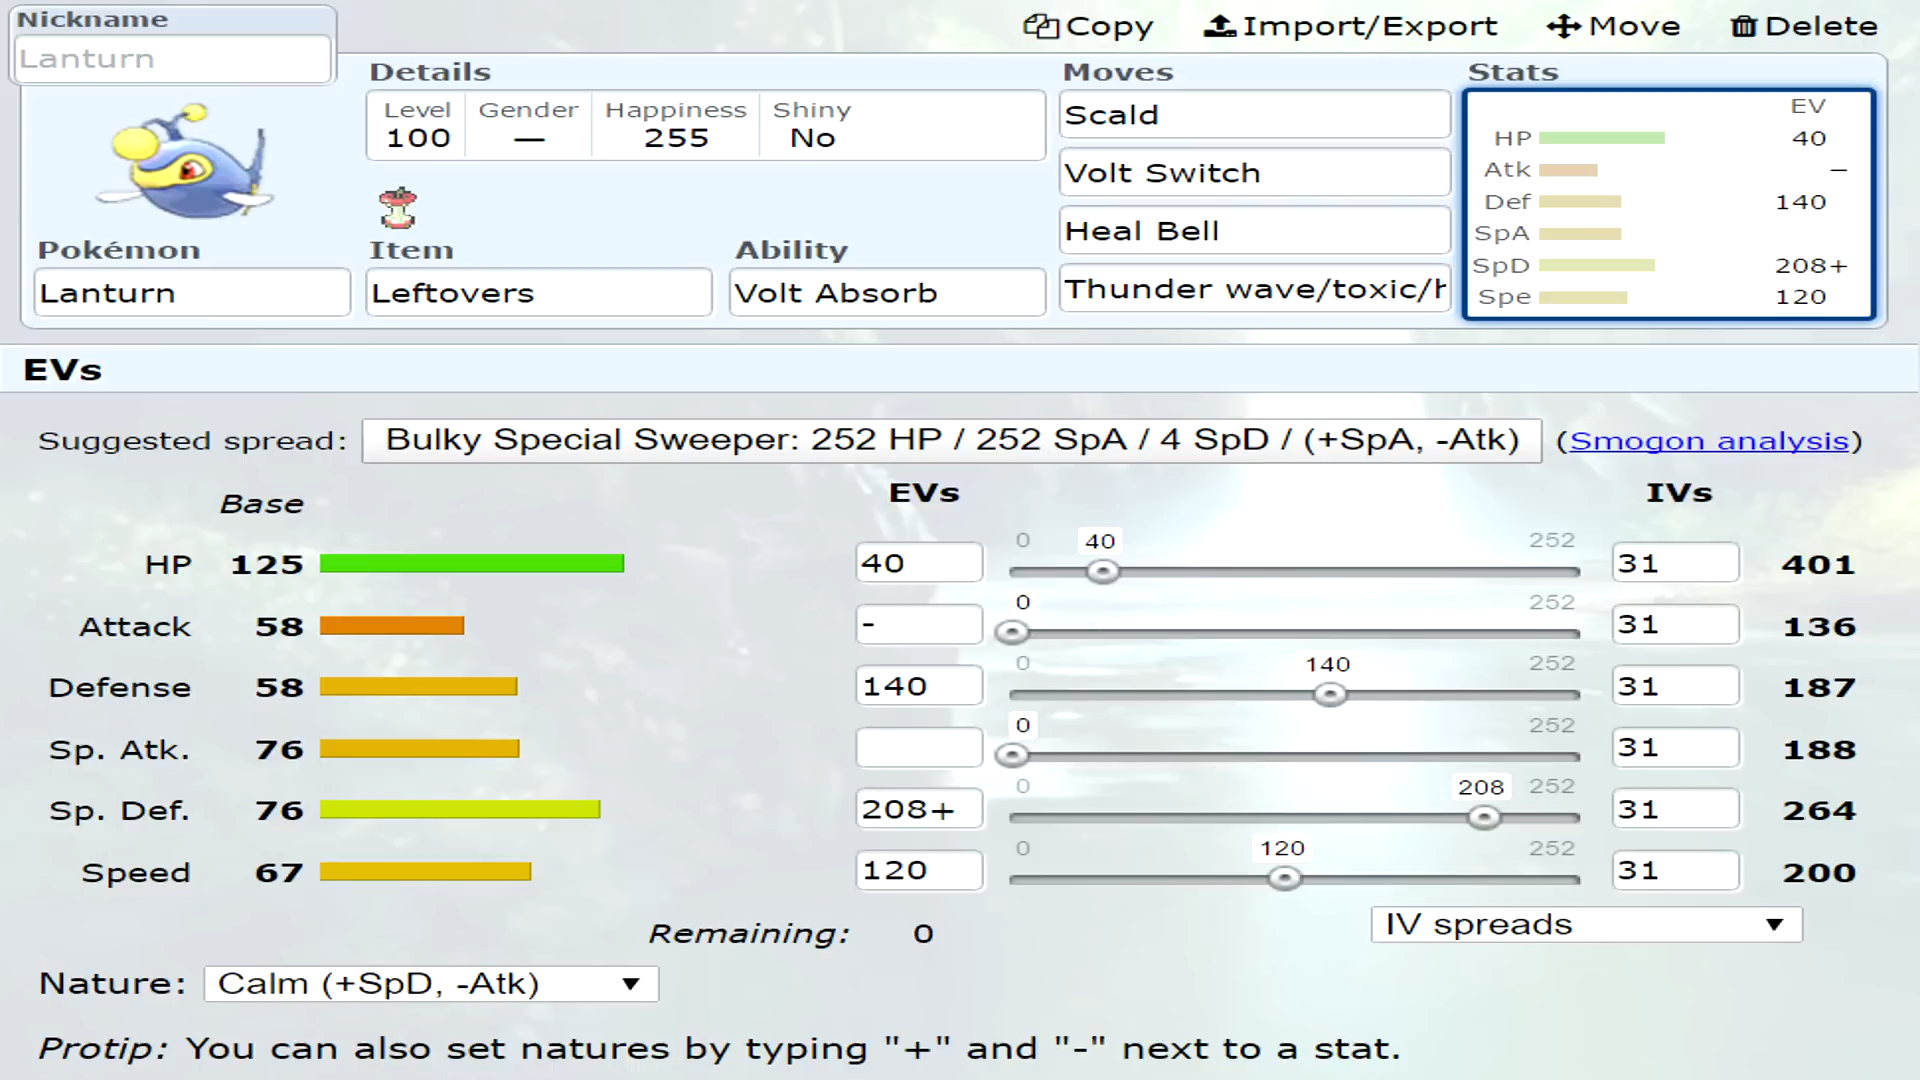 Nickname
Lanturn
Copy Import/Export Move Delete
Details
Level Gender Happiness Shiny
100 — 255 No
Pokémon Item Ability
Lanturn Leftovers Volt Absorb
Moves
Scald
Volt Switch
Heal Bell
Thunder wave/toxic/h
Stats
EV
HP 40
Atk –
Def 140
SpA
SpD 208+
Spe 120
EVs
Suggested spread: Bulky Special Sweeper: 252 HP / 252 SpA / 4 SpD / (+SpA, -Atk) (Smogon analysis)
Base EVs IVs
HP 125 40 0 40 252 31 401
Attack 58 - 0 252 31 136
Defense 58 140 0 140 252 31 187
Sp. Atk. 76 0 252 31 188
Sp. Def. 76 208+ 0 208 252 31 264
Speed 67 120 0 120 252 31 200
Remaining: 0 IV spreads
Nature: Calm (+SpD, -Atk)
Protip: You can also set natures by typing "+" and "-" next to a stat.